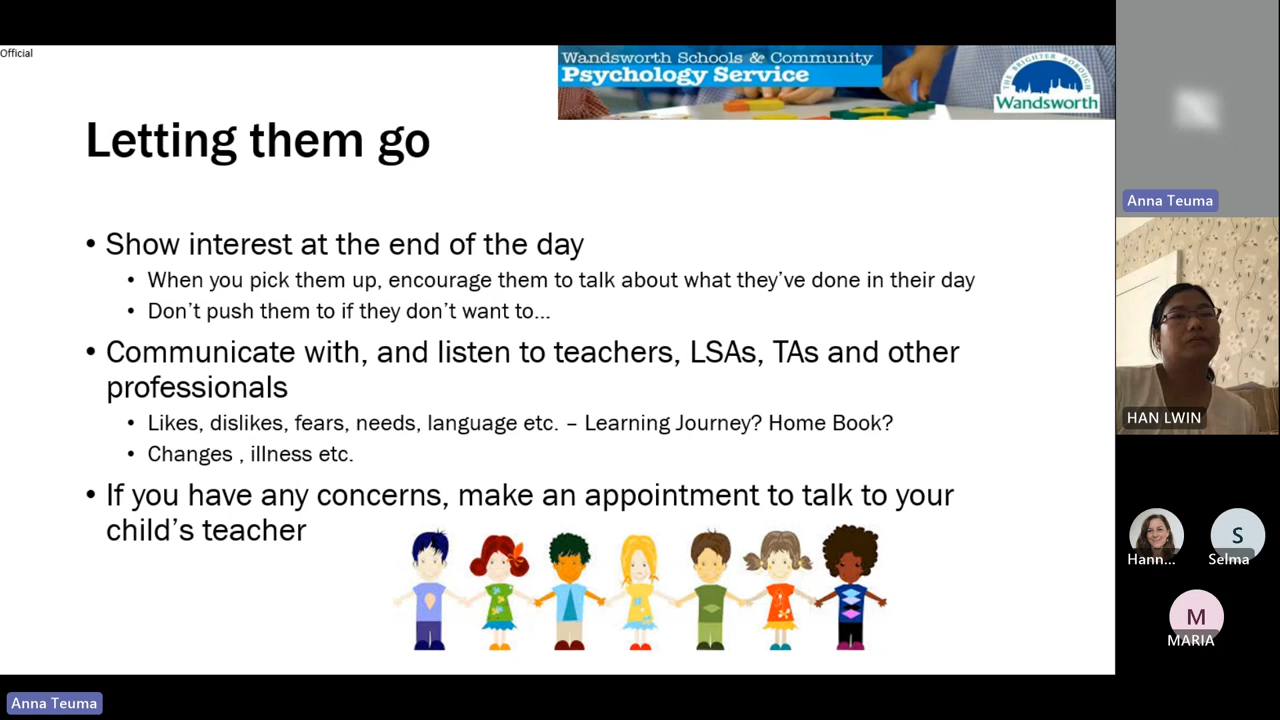 Official
Wandsworth Schools & Community
Psychology Service
THE BRIGHTER BOROUGH
Wandsworth
Letting them go
• Show interest at the end of the day
• When you pick them up, encourage them to talk about what they've done in their day
• Don't push them to if they don't want to...
• Communicate with, and listen to teachers, LSAs, TAs and other
professionals
• Likes, dislikes, fears, needs, language etc. – Learning Journey? Home Book?
• Changes , illness etc.
• If you have any concerns, make an appointment to talk to your
child's teacher
Anna Teuma
HAN LWIN
Hann...
S
Selma
M
MARIA
Anna Teuma